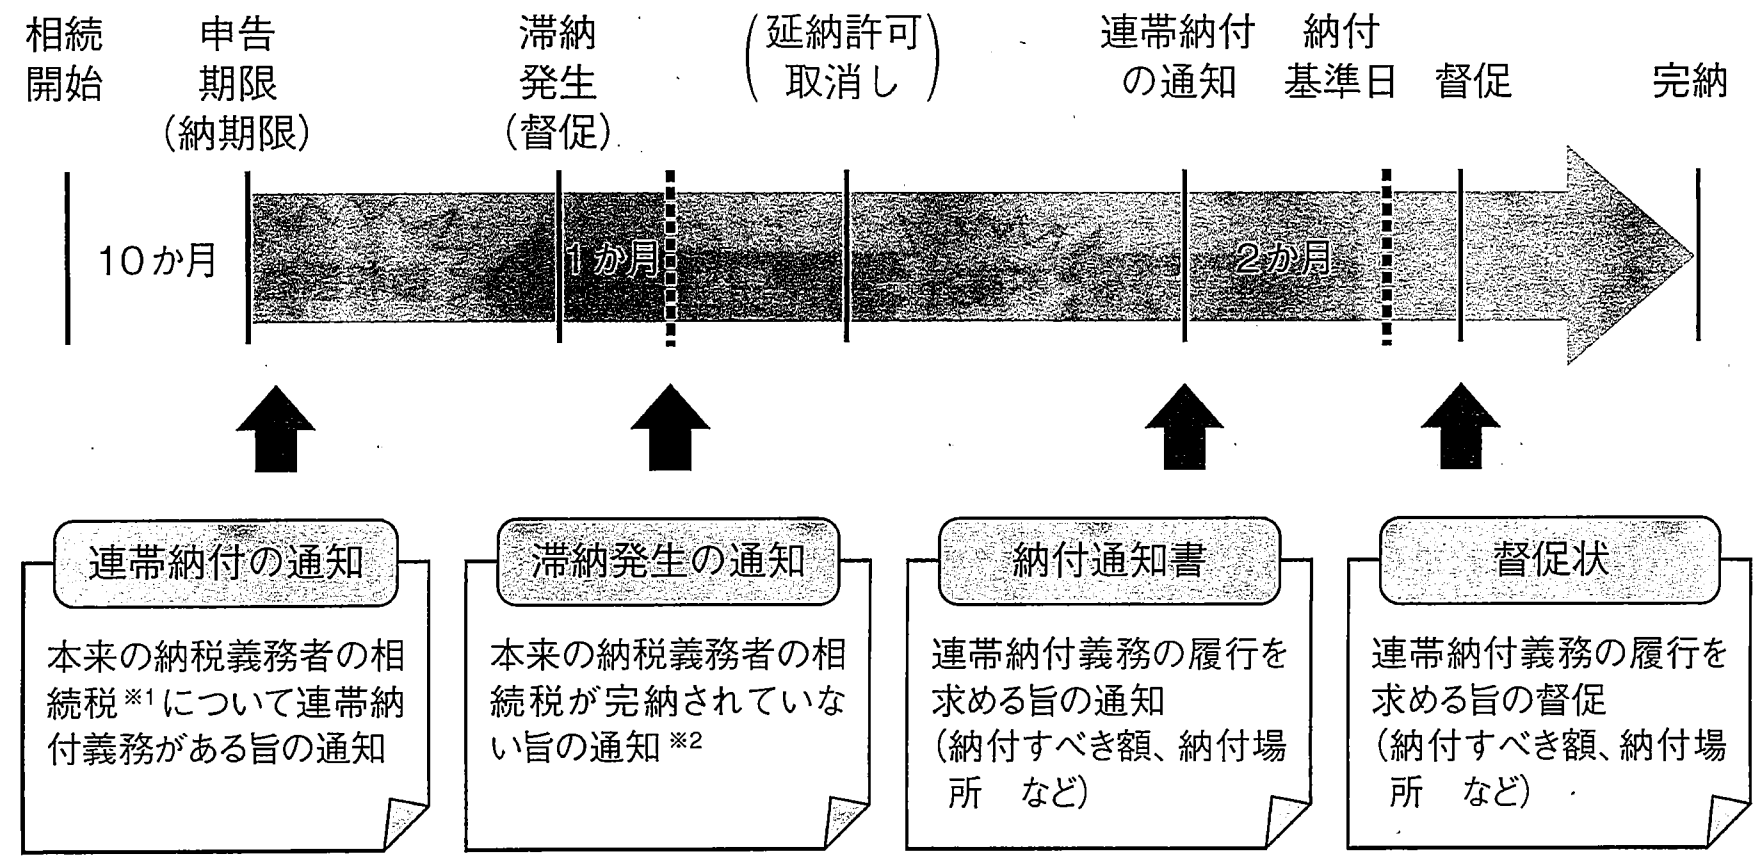 相続
開始
申告
期限
(納期限)
滞納
発生
(督促)
(延納許可
取消し)
連帯納付
の通知
納付
基準日
督促
完納
10か月
1か月
2か月
連帯納付の通知
本来の納税義務者の相
続税※1について連帯納
付義務がある旨の通知
滞納発生の通知
本来の納税義務者の相
続税が完納されていな
い旨の通知※2
納付通知書
連帯納付義務の履行を
求める旨の通知
(納付すべき額、納付場
所 など)
督促状
連帯納付義務の履行を
求める旨の督促
(納付すべき額、納付場
所 など)